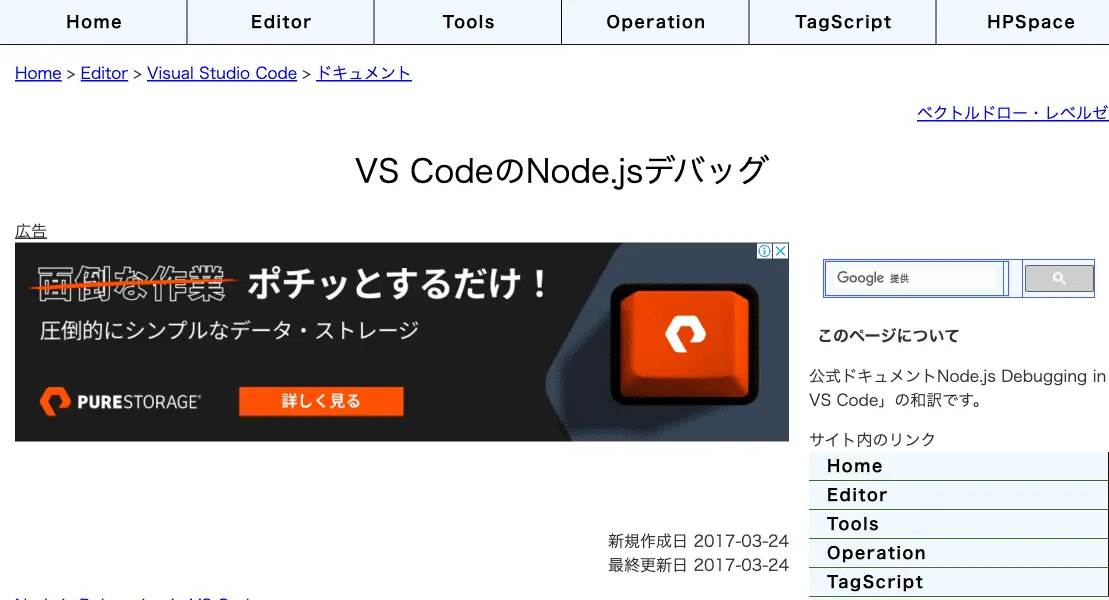 Home Editor Tools Operation TagScript HPSpace
Home > Editor > Visual Studio Code > ドキュメント
ベクトルドロー・レベルゼ
VS CodeのNode.jsデバッグ
広告
面倒な作業 ポチッとするだけ！
圧倒的にシンプルなデータ・ストレージ
PURESTORAGE
詳しく見る
Google 提供
このページについて
公式ドキュメントNode.js Debugging in
VS Code」の和訳です。
サイト内のリンク
Home
Editor
Tools
Operation
TagScript
新規作成日 2017-03-24
最終更新日 2017-03-24